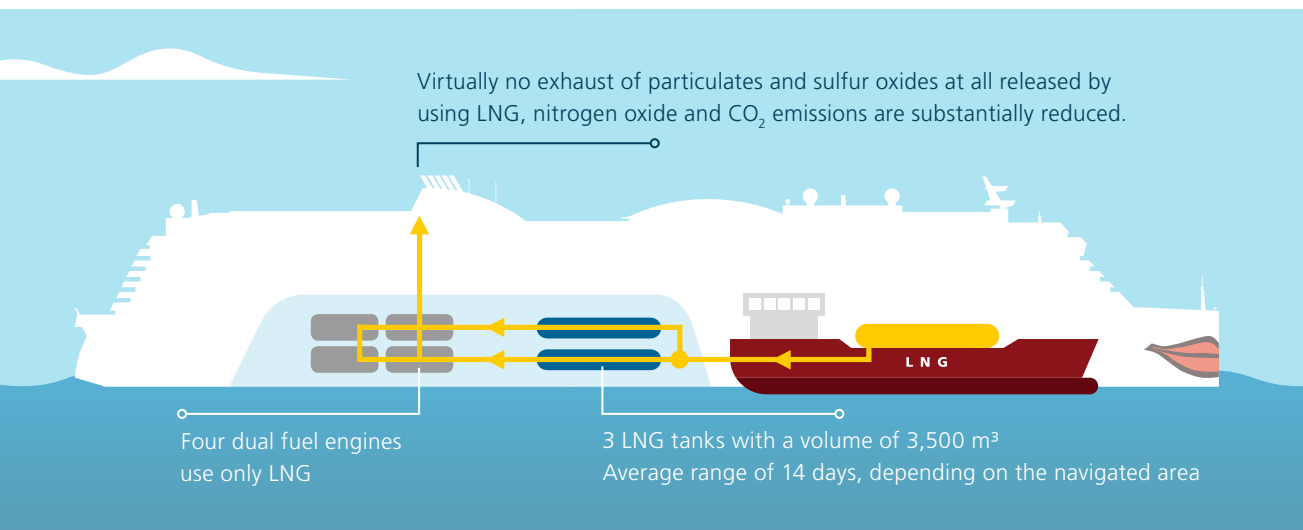 Virtually no exhaust of particulates and sulfur oxides at all released by
using LNG, nitrogen oxide and CO₂ emissions are substantially reduced.
LNG
Four dual fuel engines
use only LNG
3 LNG tanks with a volume of 3,500 m³
Average range of 14 days, depending on the navigated area